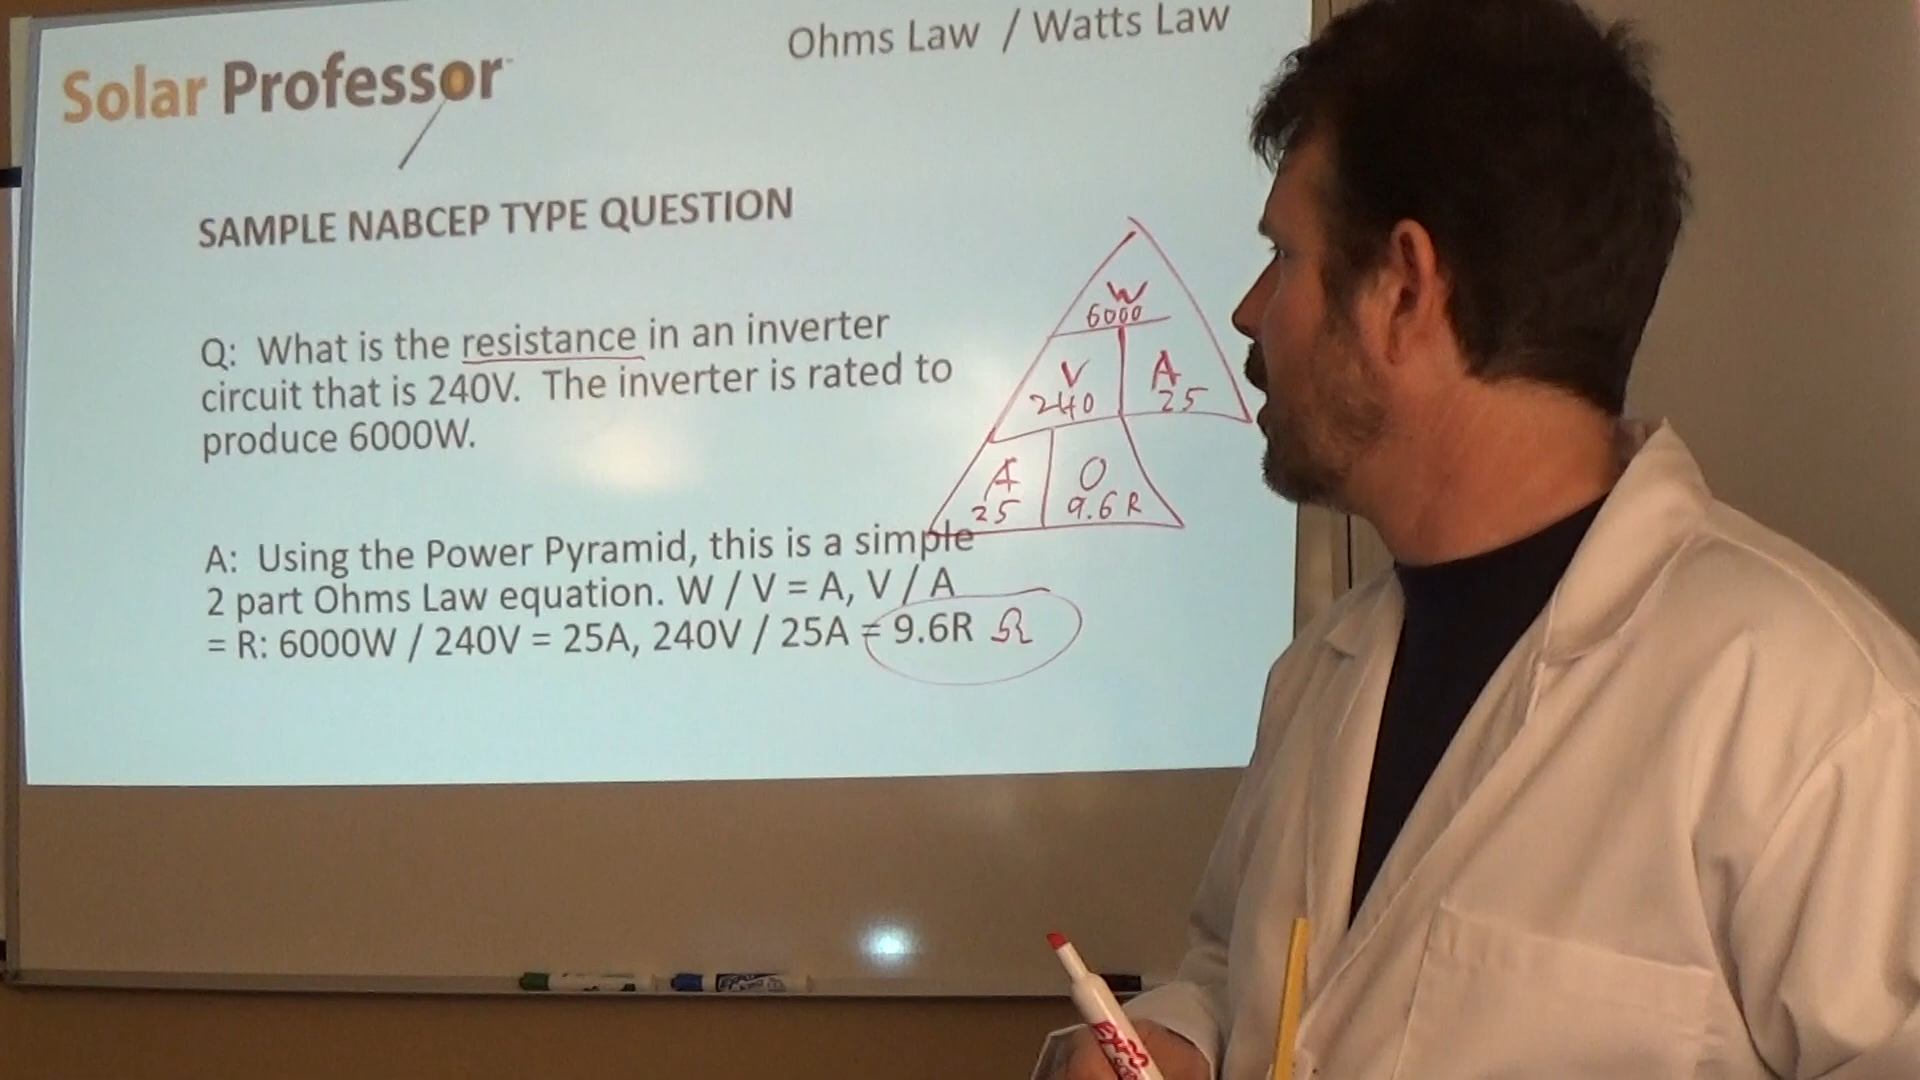 Ohms Law / Watts Law
Solar Professor
SAMPLE NABCEP TYPE QUESTION
Q: What is the resistance in an inverter
circuit that is 240V. The inverter is rated to
produce 6000W.
W
6000
V A
240 25
A O
25 9.6 R
A: Using the Power Pyramid, this is a simple
2 part Ohms Law equation. W / V = A, V / A
= R: 6000W / 240V = 25A, 240V / 25A = 9.6R Ω
EXPO